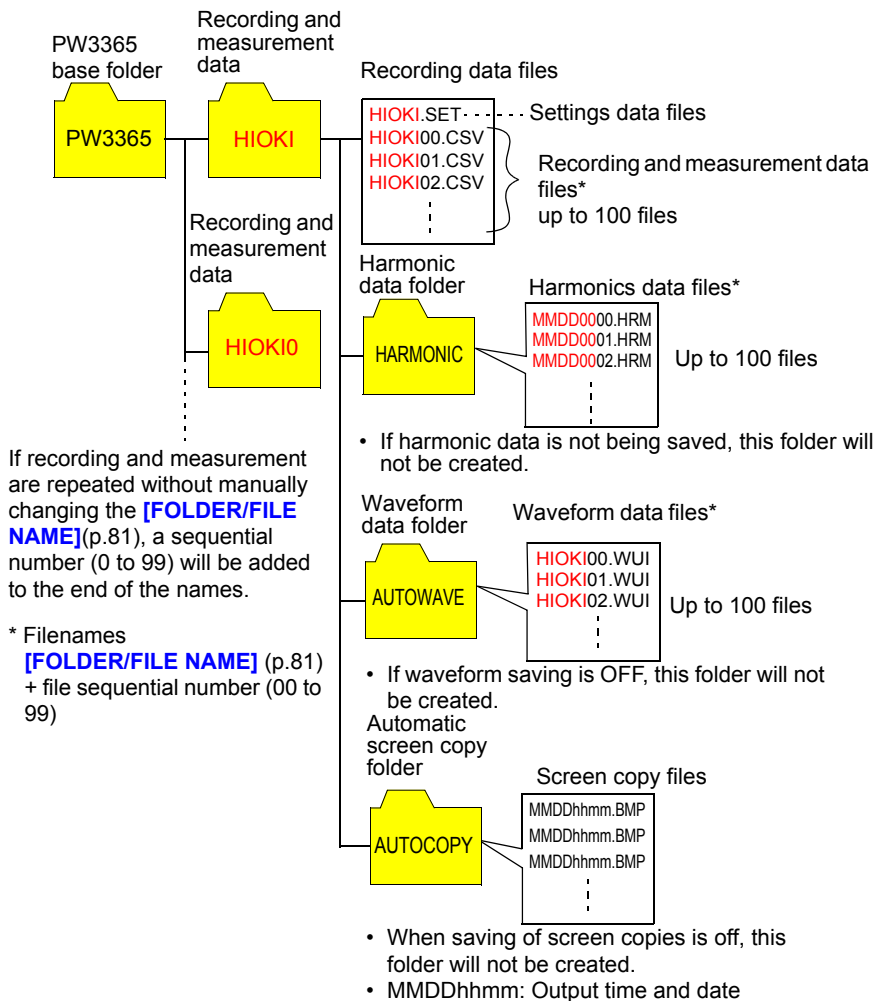 PW3365
base folder
Recording and
measurement
data
PW3365
HIOKI
Recording data files
HIOKI.SET
HIOKI00.CSV
HIOKI01.CSV
HIOKI02.CSV
Settings data files
Recording and measurement data
files*
up to 100 files
Recording and
measurement
data
HIOKI0
If recording and measurement
are repeated without manually
changing the [FOLDER/FILE
NAME](p.81), a sequential
number (0 to 99) will be added
to the end of the names.
* Filenames
[FOLDER/FILE NAME] (p.81)
+ file sequential number (00 to
99)
Harmonic
data folder
HARMONIC
Harmonics data files*
MMDD0000.HRM
MMDD0001.HRM
MMDD0002.HRM
Up to 100 files
• If harmonic data is not being saved, this folder will
not be created.
Waveform
data folder
AUTOWAVE
Waveform data files*
HIOKI00.WUI
HIOKI01.WUI
HIOKI02.WUI
Up to 100 files
• If waveform saving is OFF, this folder will not
be created.
Automatic
screen copy
folder
AUTOCOPY
Screen copy files
MMDDhhmm.BMP
MMDDhhmm.BMP
MMDDhhmm.BMP
• When saving of screen copies is off, this
folder will not be created.
• MMDDhhmm: Output time and date